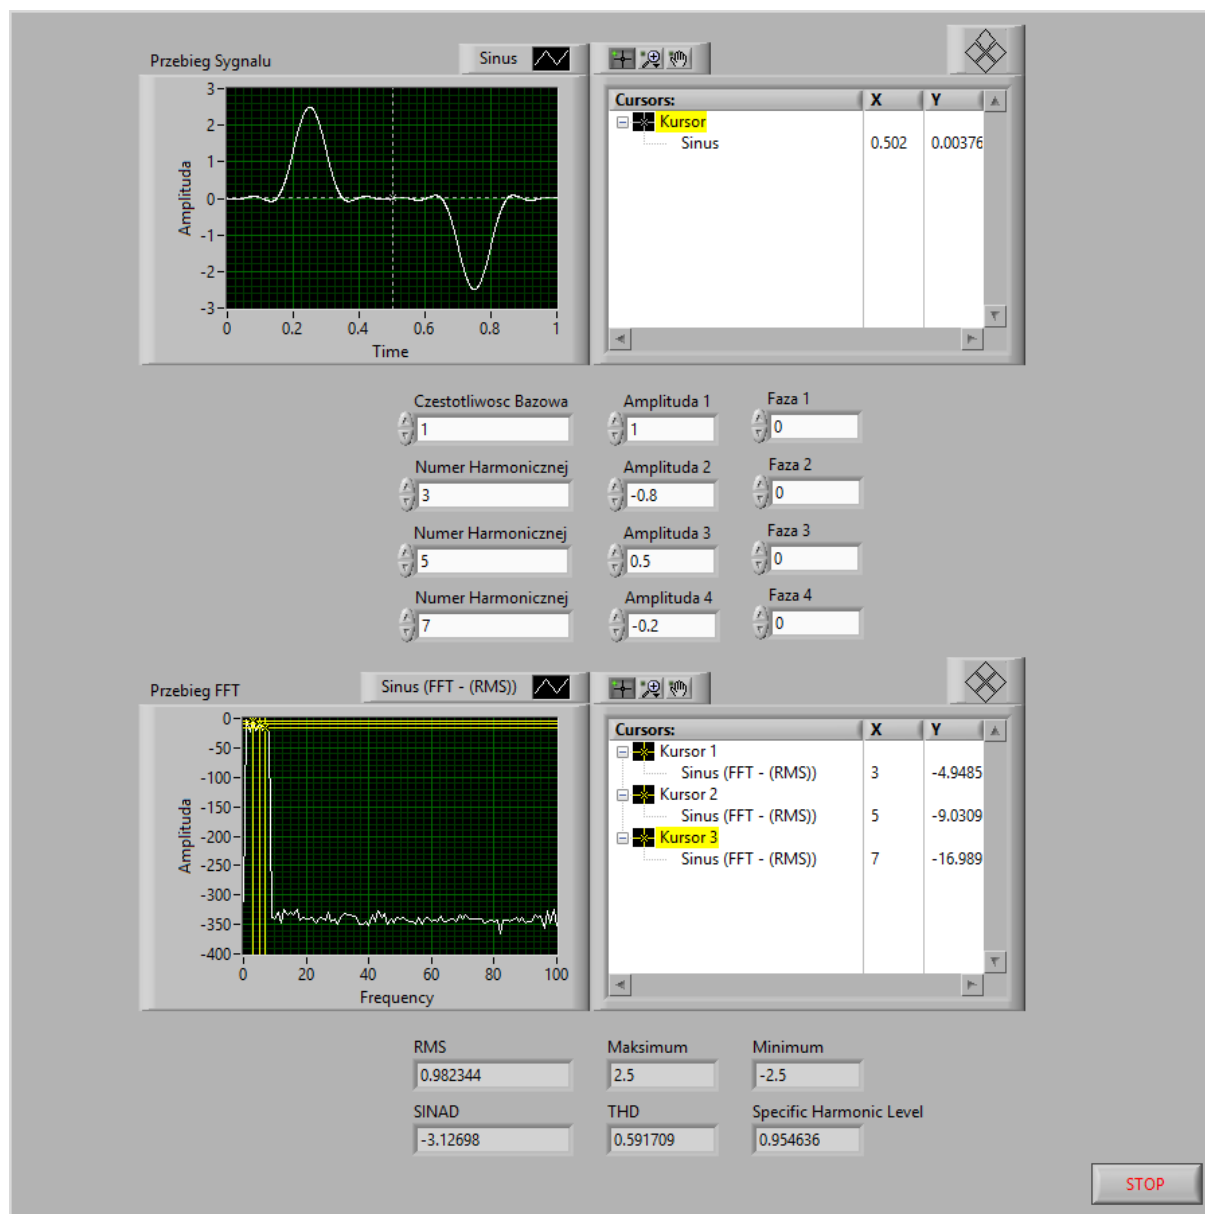 Przebieg Sygnalu Sinus
3
2
1
0
-1
-2
-3
Amplituda
0 0.2 0.4 0.6 0.8 1
Time
Cursors: X Y
Kursor
Sinus 0.502 0.00376
Czestotliwosc Bazowa Amplituda 1 Faza 1
1 1 0
Numer Harmonicznej Amplituda 2 Faza 2
3 -0.8 0
Numer Harmonicznej Amplituda 3 Faza 3
5 0.5 0
Numer Harmonicznej Amplituda 4 Faza 4
7 -0.2 0
Przebieg FFT Sinus (FFT - (RMS))
0
-50
-100
-150
-200
-250
-300
-350
-400
Amplituda
0 20 40 60 80 100
Frequency
Cursors: X Y
Kursor 1
Sinus (FFT - (RMS)) 3 -4.9485
Kursor 2
Sinus (FFT - (RMS)) 5 -9.0309
Kursor 3
Sinus (FFT - (RMS)) 7 -16.989
RMS Maksimum Minimum
0.982344 2.5 -2.5
SINAD THD Specific Harmonic Level
-3.12698 0.591709 0.954636
STOP